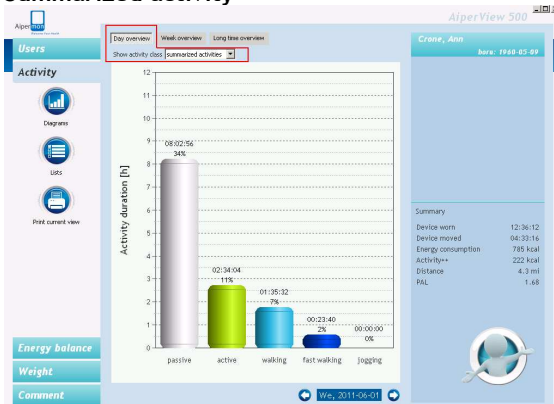 Summarized activity
Aiper mon
AiperView 500
Users
Activity
Diagrams
Lists
Print current view
Energy balance
Weight
Comment
Day overview Week overview Long time overview
Show activity class summarized activities
Activity duration [h]
12
11
10
9
8
7
6
5
4
3
2
1
0
08:02:56
34%
02:34:04
11%
01:35:32
7%
00:23:40
2%
00:00:00
0%
passive active walking fast walking jogging
We, 2011-06-01
Crone, Ann
born: 1960-05-09
Summary
Device worn 12:36:12
Device moved 04:33:16
Energy consumption 785 kcal
Activity++ 222 kcal
Distance 4.3 mi
PAL 1.68